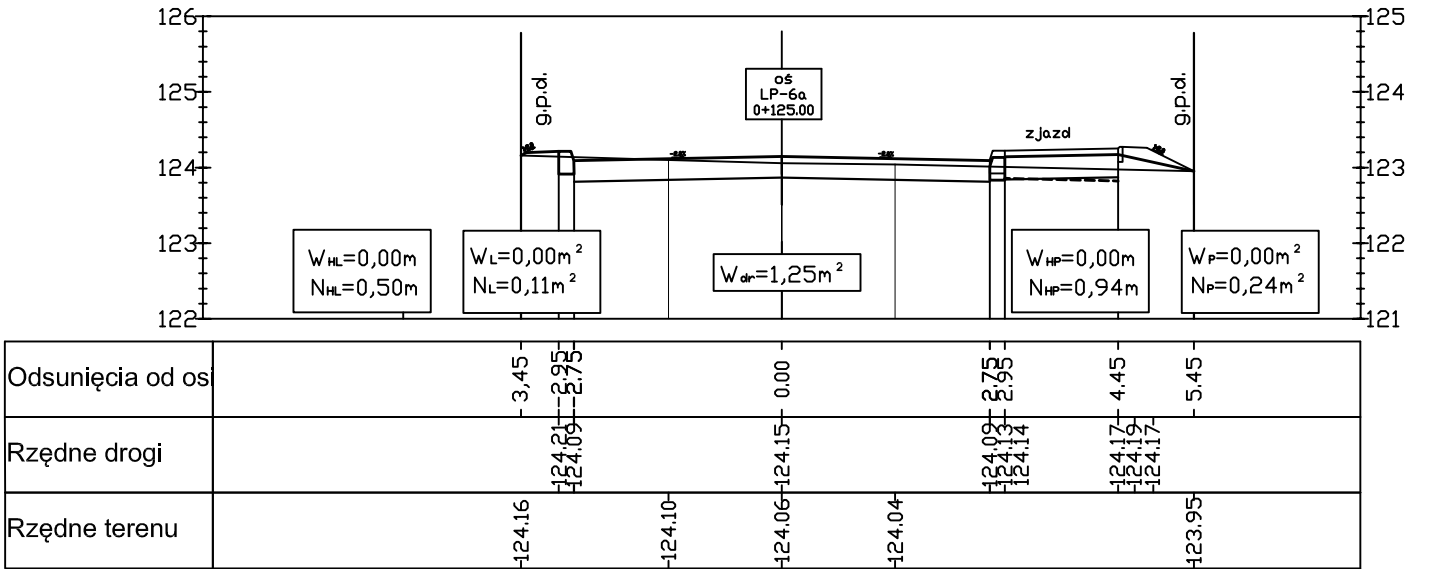 126
125
125
124
124
123
123
122
122
121
g.p.d.
oś
LP-6a
0+125.00
g.p.d.
zjazd
WHL=0,00m
NHL=0,50m
WL=0,00m²
NL=0,11m²
Wdr=1,25m²
WHP=0,00m
NHP=0,94m
WP=0,00m²
NP=0,24m²
Odsunięcia od osi
3,45
2.95
2.75
0.00
2.75
2.95
4.45
5.45
Rzędne drogi
124.21
124.09
124.15
124.09
124.13
124.14
124.17
124.19
124.17
Rzędne terenu
124.16
124.10
124.06
124.04
123.95